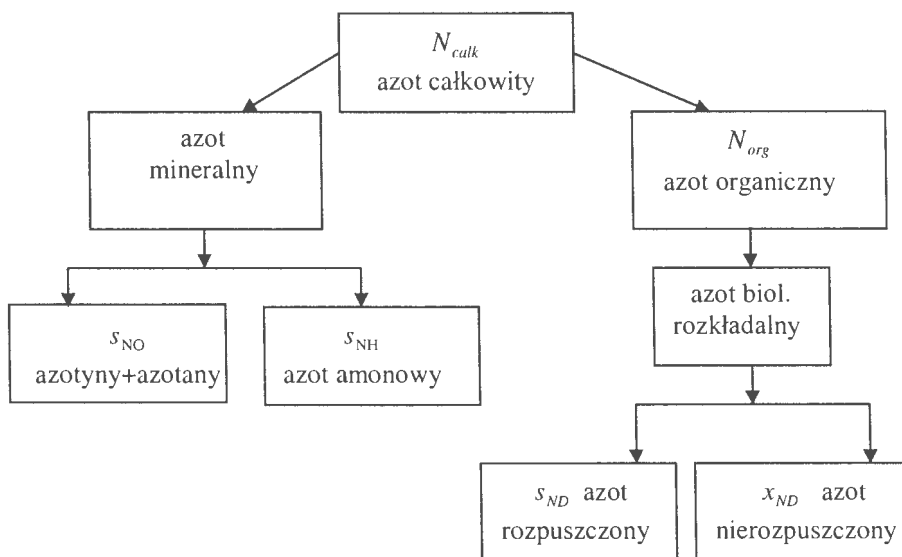 N_calk
azot całkowity
azot
mineralny
N_org
azot organiczny
s_NO
azotyny+azotany
s_NH
azot amonowy
azot biol.
rozkładalny
s_ND azot
rozpuszczony
x_ND azot
nierozpuszczony